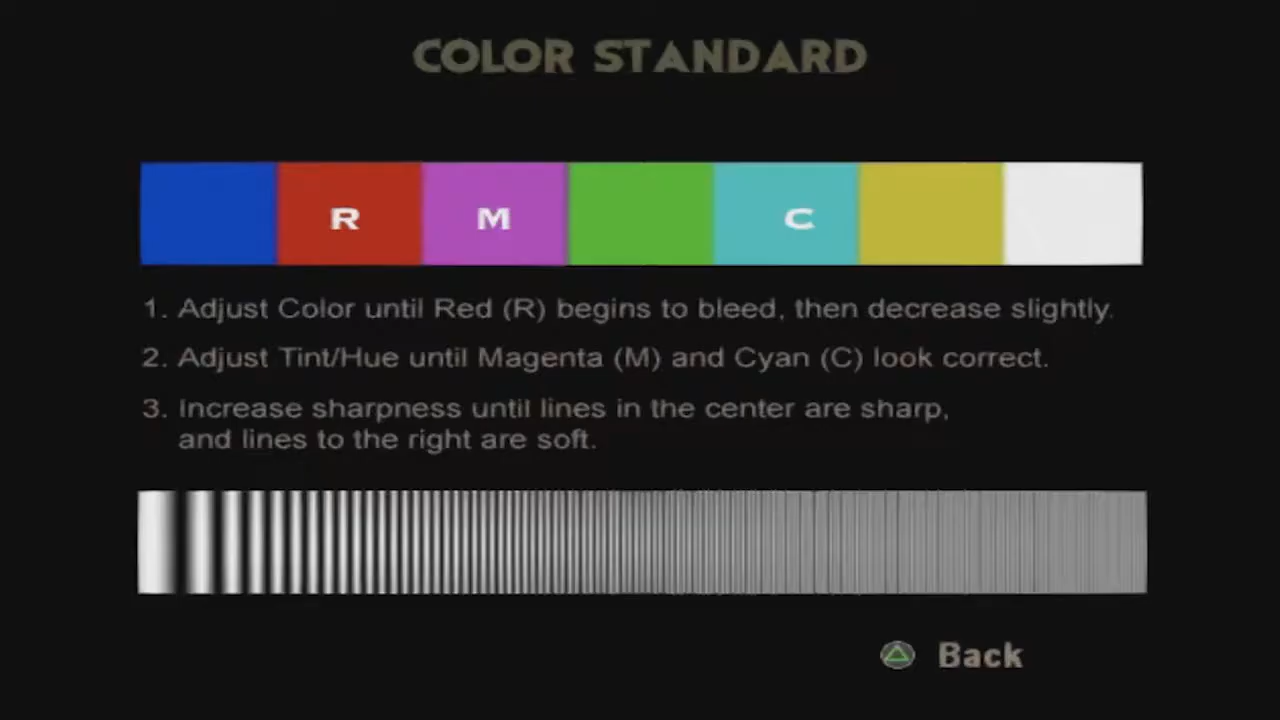 COLOR STANDARD
R M C
1. Adjust Color until Red (R) begins to bleed, then decrease slightly.
2. Adjust Tint/Hue until Magenta (M) and Cyan (C) look correct.
3. Increase sharpness until lines in the center are sharp,
and lines to the right are soft.
Back